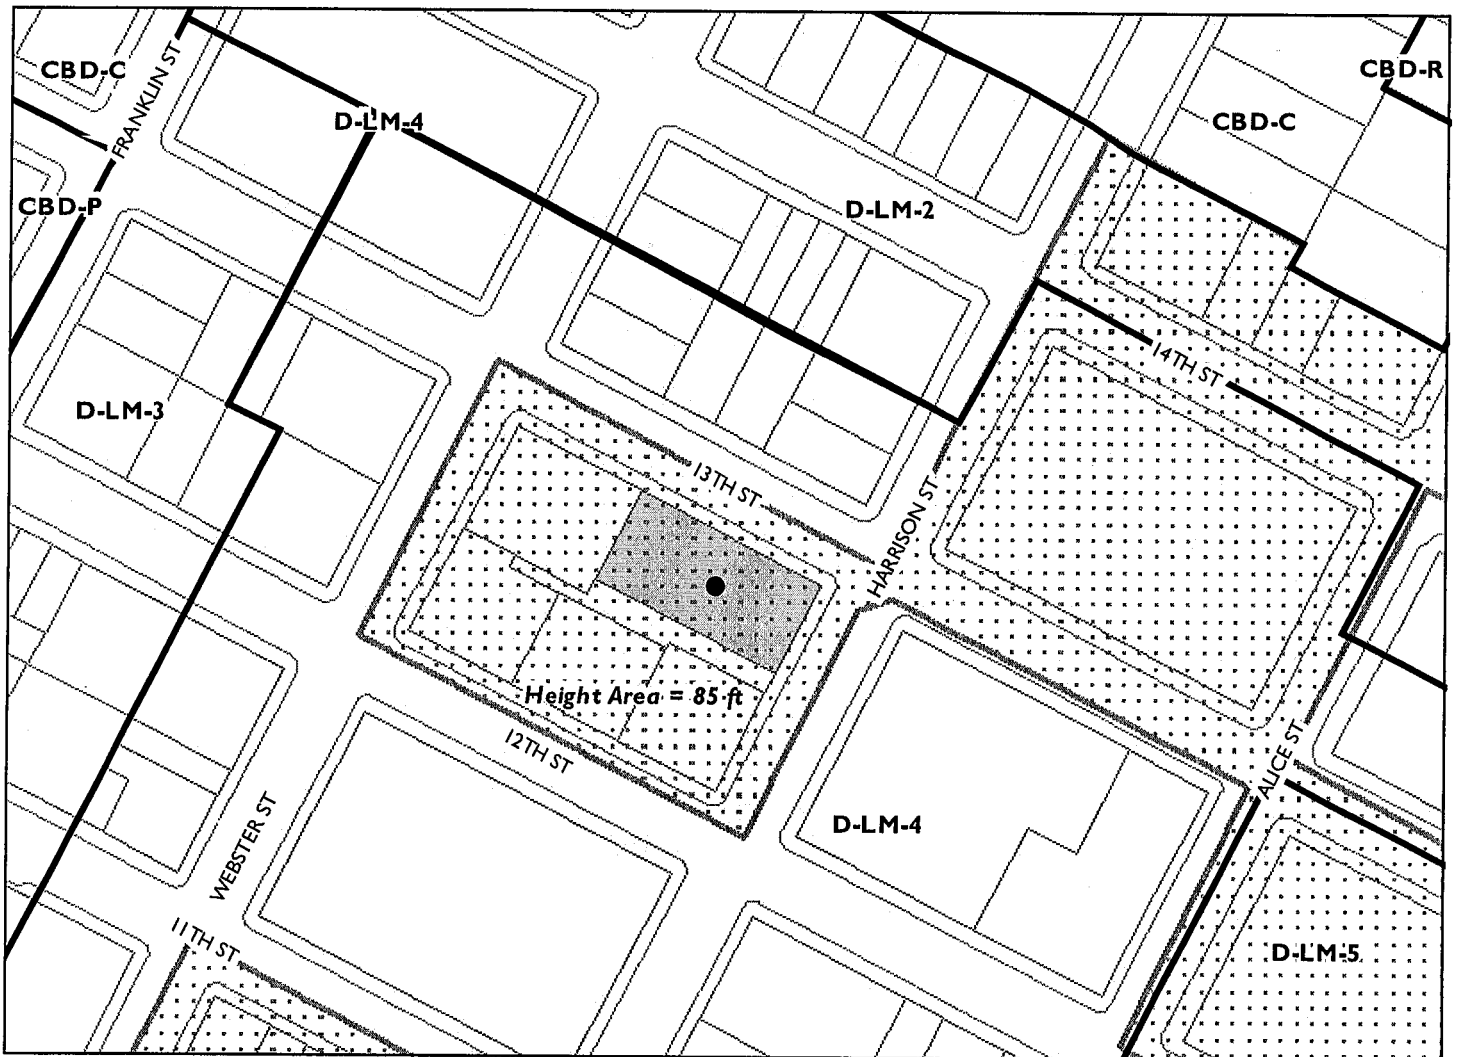 CBD-C
FRANKLIN ST
D-LM-4
CBD-R
CBD-C
CBD-P
D-LM-2
14TH ST
D-LM-3
13TH ST
HARRISON ST
Height Area = 85 ft
12TH ST
ALICE ST
WEBSTER ST
D-LM-4
11TH ST
D-LM-5